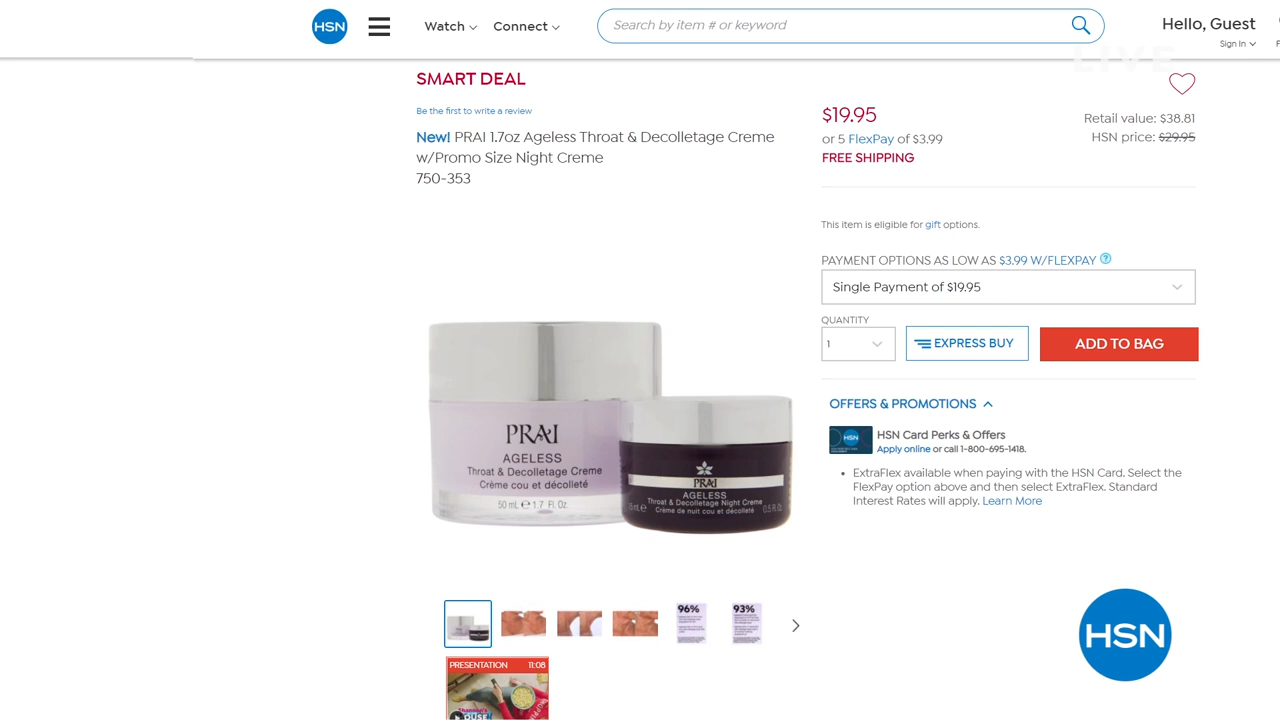 HSN
Watch
Connect
Search by item # or keyword
Hello, Guest
Sign In
LIVE
SMART DEAL
Be the first to write a review
New! PRAI 1.7oz Ageless Throat & Decolletage Creme
w/Promo Size Night Creme
750-353
$19.95
Retail value: $38.81
or 5 FlexPay of $3.99
HSN price: $29.95
FREE SHIPPING
This item is eligible for gift options.
PAYMENT OPTIONS AS LOW AS $3.99 W/FLEXPAY ?
Single Payment of $19.95
QUANTITY
1
EXPRESS BUY
ADD TO BAG
OFFERS & PROMOTIONS
HSN
HSN Card Perks & Offers
Apply online or call 1-800-695-1418.
• ExtraFlex available when paying with the HSN Card. Select the
FlexPay option above and then select ExtraFlex. Standard
Interest Rates will apply. Learn More
PRAI
AGELESS
Throat & Decolletage Creme
Crème cou et décolleté
50 mL e 1.7 Fl. Oz.
PRAI
AGELESS
Throat & Decolletage Night Creme
Crème de nuit cou et décolleté
96%
93%
PRESENTATION 11:08
HSN